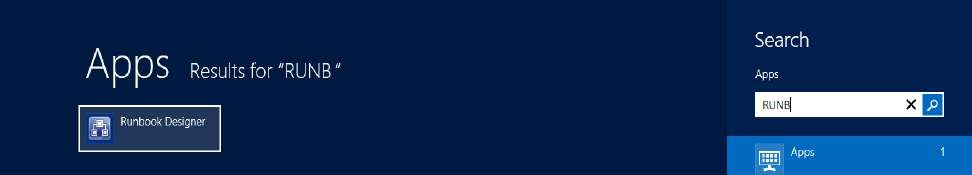 Apps Results for “RUNB “
Runbook Designer
Search
Apps
RUNB
Apps 1